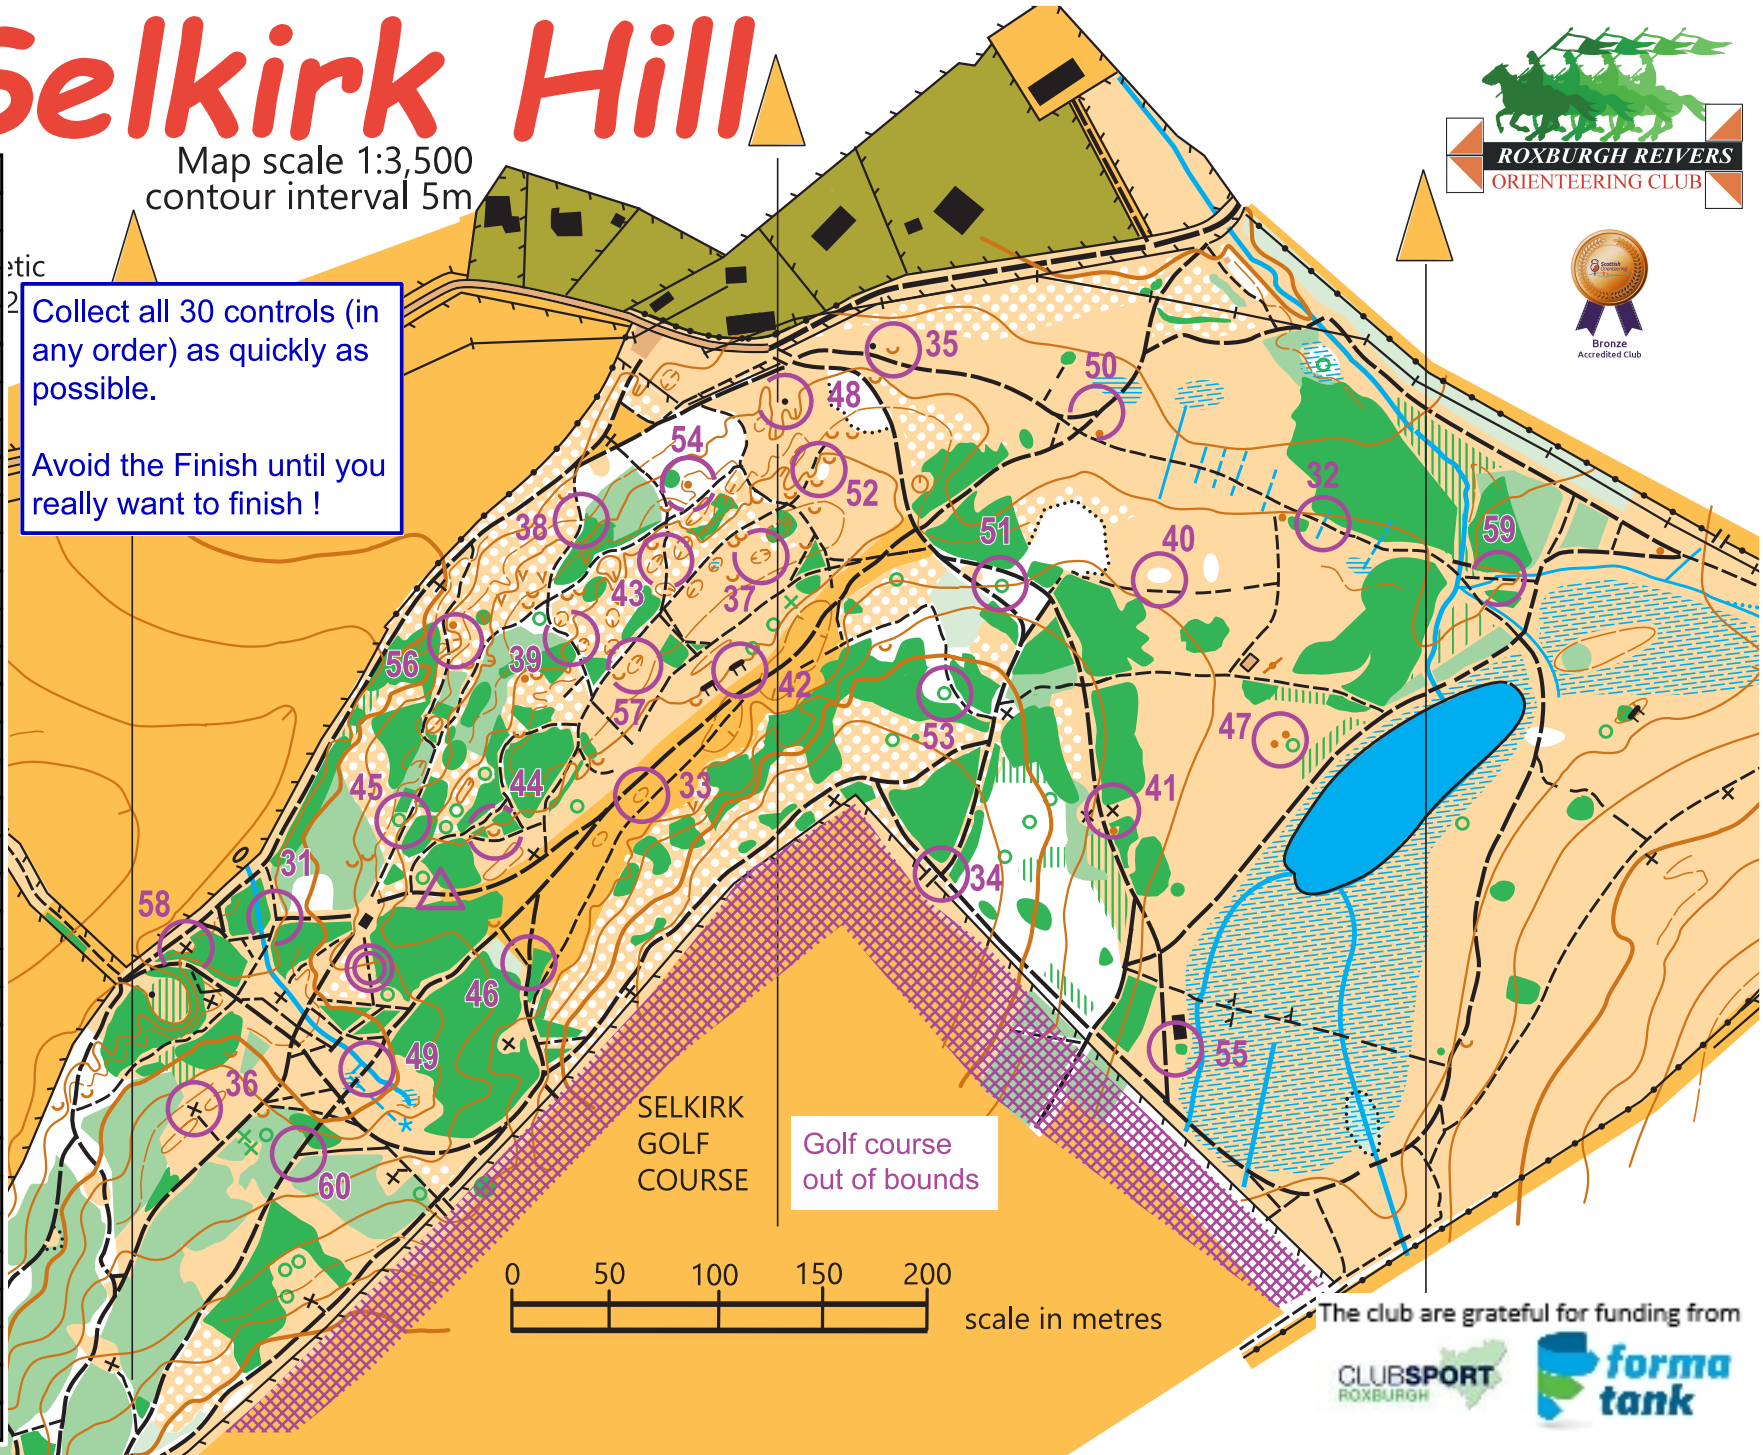 Selkirk Hill
Map scale 1:3,500
contour interval 5m
etic
2
Collect all 30 controls (in
any order) as quickly as
possible.
Avoid the Finish until you
really want to finish !
ROXBURGH REIVERS
ORIENTEERING CLUB
Scottish
Orienteering
Bronze
Accredited Club
35
50
48
54
52
32
38
51
59
40
43
37
39
56
42
57
53
47
45
44
33
41
31
34
58
46
49
55
36
60
SELKIRK
GOLF
COURSE
Golf course
out of bounds
0 50 100 150 200
scale in metres
The club are grateful for funding from
CLUBSPORT
ROXBURGH
forma
tank